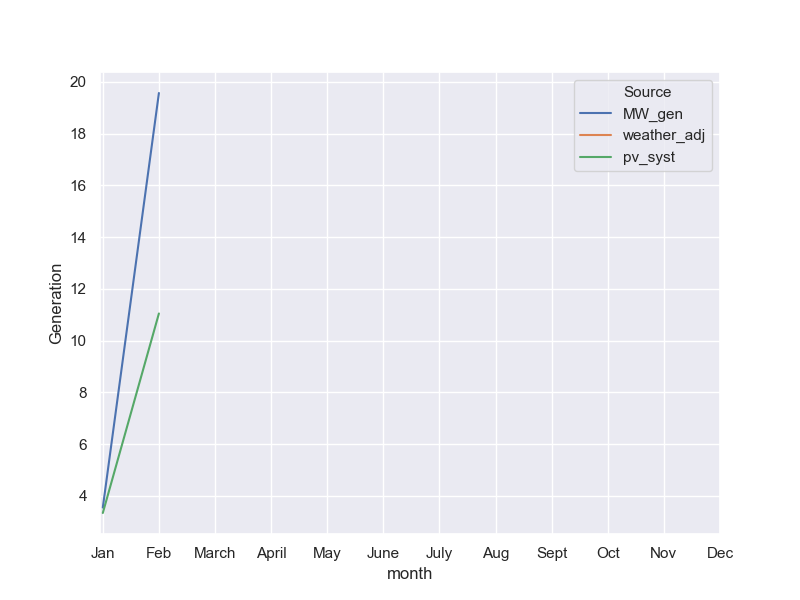 Source
MW_gen
weather_adj
pv_syst
20
18
16
14
12
10
8
6
4
Generation
Jan Feb March April May June July Aug Sept Oct Nov Dec
month